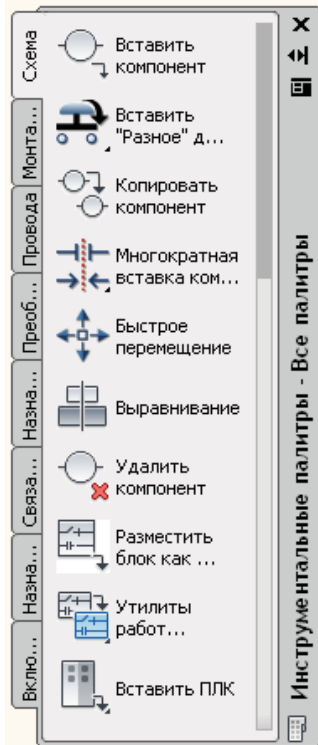 Схема
Монта...
Провода
Преоб...
Назна...
Связа...
Назна...
Вклю...
Вставить
компонент
Вставить
"Разное" д...
Копировать
компонент
Многократная
вставка ком...
Быстрое
перемещение
Выравнивание
Удалить
компонент
Разместить
блок как ...
Утилиты
работ...
Вставить ПЛК
Инструментальные палитры - Все палитры